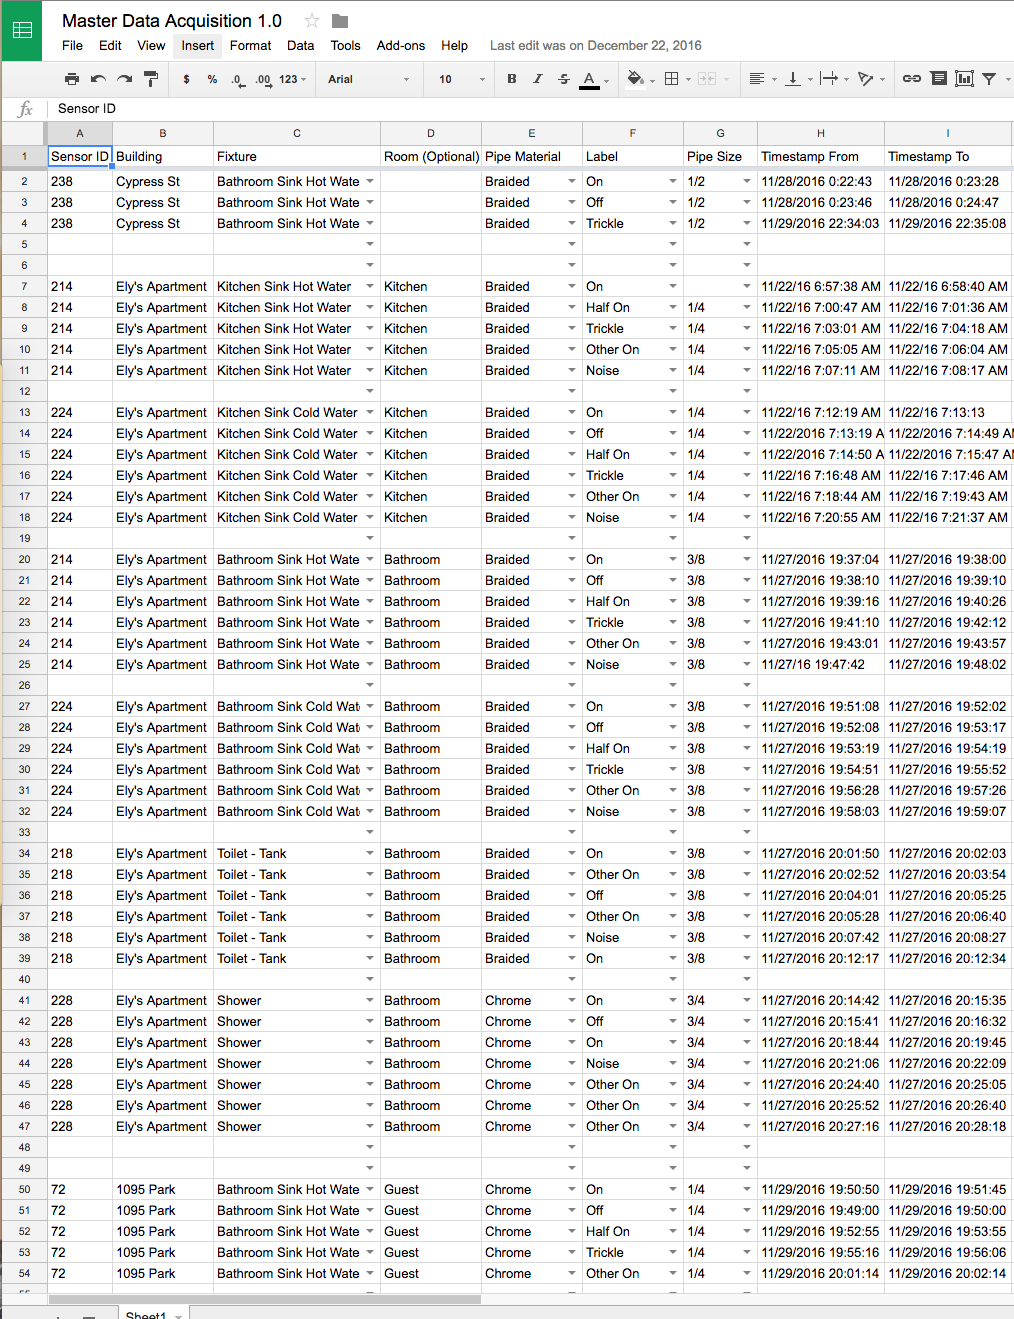 Master Data Acquisition 1.0
File Edit View Insert Format Data Tools Add-ons Help Last edit was on December 22, 2016
$ % .0 .00 123 Arial 10 B I S A
fx Sensor ID
A B C D E F G H I
1 Sensor ID Building Fixture Room (Optional) Pipe Material Label Pipe Size Timestamp From Timestamp To
2 238 Cypress St Bathroom Sink Hot Wate Braided On 1/2 11/28/2016 0:22:43 11/28/2016 0:23:28
3 238 Cypress St Bathroom Sink Hot Wate Braided Off 1/2 11/28/2016 0:23:46 11/28/2016 0:24:47
4 238 Cypress St Bathroom Sink Hot Wate Braided Trickle 1/2 11/29/2016 22:34:03 11/29/2016 22:35:08
5
6
7 214 Ely's Apartment Kitchen Sink Hot Water Kitchen Braided On 11/22/16 6:57:38 AM 11/22/16 6:58:40 AM
8 214 Ely's Apartment Kitchen Sink Hot Water Kitchen Braided Half On 1/4 11/22/16 7:00:47 AM 11/22/16 7:01:36 AM
9 214 Ely's Apartment Kitchen Sink Hot Water Kitchen Braided Trickle 1/4 11/22/16 7:03:01 AM 11/22/16 7:04:18 AM
10 214 Ely's Apartment Kitchen Sink Hot Water Kitchen Braided Other On 1/4 11/22/16 7:05:05 AM 11/22/16 7:06:04 AM
11 214 Ely's Apartment Kitchen Sink Hot Water Kitchen Braided Noise 1/4 11/22/16 7:07:11 AM 11/22/16 7:08:17 AM
12
13 224 Ely's Apartment Kitchen Sink Cold Water Kitchen Braided On 1/4 11/22/16 7:12:19 AM 11/22/16 7:13:13
14 224 Ely's Apartment Kitchen Sink Cold Water Kitchen Braided Off 1/4 11/22/2016 7:13:19 A 11/22/2016 7:14:49 AM
15 224 Ely's Apartment Kitchen Sink Cold Water Kitchen Braided Half On 1/4 11/22/2016 7:14:50 A 11/22/2016 7:15:47 AM
16 224 Ely's Apartment Kitchen Sink Cold Water Kitchen Braided Trickle 1/4 11/22/16 7:16:48 AM 11/22/16 7:17:46 AM
17 224 Ely's Apartment Kitchen Sink Cold Water Kitchen Braided Other On 1/4 11/22/16 7:18:44 AM 11/22/16 7:19:43 AM
18 224 Ely's Apartment Kitchen Sink Cold Water Kitchen Braided Noise 1/4 11/22/16 7:20:55 AM 11/22/16 7:21:37 AM
19
20 214 Ely's Apartment Bathroom Sink Hot Wate Bathroom Braided On 3/8 11/27/2016 19:37:04 11/27/2016 19:38:00
21 214 Ely's Apartment Bathroom Sink Hot Wate Bathroom Braided Off 3/8 11/27/2016 19:38:10 11/27/2016 19:39:10
22 214 Ely's Apartment Bathroom Sink Hot Wate Bathroom Braided Half On 3/8 11/27/2016 19:39:16 11/27/2016 19:40:26
23 214 Ely's Apartment Bathroom Sink Hot Wate Bathroom Braided Trickle 3/8 11/27/2016 19:41:10 11/27/2016 19:42:12
24 214 Ely's Apartment Bathroom Sink Hot Wate Bathroom Braided Other On 3/8 11/27/2016 19:43:01 11/27/2016 19:43:57
25 214 Ely's Apartment Bathroom Sink Hot Wate Bathroom Braided Noise 3/8 11/27/16 19:47:42 11/27/2016 19:48:02
26
27 224 Ely's Apartment Bathroom Sink Cold Wat Bathroom Braided On 3/8 11/27/2016 19:51:08 11/27/2016 19:52:02
28 224 Ely's Apartment Bathroom Sink Cold Wat Bathroom Braided Off 3/8 11/27/2016 19:52:08 11/27/2016 19:53:17
29 224 Ely's Apartment Bathroom Sink Cold Wat Bathroom Braided Half On 3/8 11/27/2016 19:53:19 11/27/2016 19:54:19
30 224 Ely's Apartment Bathroom Sink Cold Wat Bathroom Braided Trickle 3/8 11/27/2016 19:54:51 11/27/2016 19:55:52
31 224 Ely's Apartment Bathroom Sink Cold Wat Bathroom Braided Other On 3/8 11/27/2016 19:56:28 11/27/2016 19:57:26
32 224 Ely's Apartment Bathroom Sink Cold Wat Bathroom Braided Noise 3/8 11/27/2016 19:58:03 11/27/2016 19:59:07
33
34 218 Ely's Apartment Toilet - Tank Bathroom Braided On 3/8 11/27/2016 20:01:50 11/27/2016 20:02:03
35 218 Ely's Apartment Toilet - Tank Bathroom Braided Other On 3/8 11/27/2016 20:02:52 11/27/2016 20:03:54
36 218 Ely's Apartment Toilet - Tank Bathroom Braided Off 3/8 11/27/2016 20:04:01 11/27/2016 20:05:25
37 218 Ely's Apartment Toilet - Tank Bathroom Braided Other On 3/8 11/27/2016 20:05:28 11/27/2016 20:06:40
38 218 Ely's Apartment Toilet - Tank Bathroom Braided Noise 3/8 11/27/2016 20:07:42 11/27/2016 20:08:27
39 218 Ely's Apartment Toilet - Tank Bathroom Braided On 3/8 11/27/2016 20:12:17 11/27/2016 20:12:34
40
41 228 Ely's Apartment Shower Bathroom Chrome On 3/4 11/27/2016 20:14:42 11/27/2016 20:15:35
42 228 Ely's Apartment Shower Bathroom Chrome Off 3/4 11/27/2016 20:15:41 11/27/2016 20:16:32
43 228 Ely's Apartment Shower Bathroom Chrome On 3/4 11/27/2016 20:18:44 11/27/2016 20:19:45
44 228 Ely's Apartment Shower Bathroom Chrome Noise 3/4 11/27/2016 20:21:06 11/27/2016 20:22:09
45 228 Ely's Apartment Shower Bathroom Chrome Other On 3/4 11/27/2016 20:24:40 11/27/2016 20:25:05
46 228 Ely's Apartment Shower Bathroom Chrome Other On 3/4 11/27/2016 20:25:52 11/27/2016 20:26:40
47 228 Ely's Apartment Shower Bathroom Chrome Other On 3/4 11/27/2016 20:27:16 11/27/2016 20:28:18
48
49
50 72 1095 Park Bathroom Sink Hot Wate Guest Chrome On 1/4 11/29/2016 19:50:50 11/29/2016 19:51:45
51 72 1095 Park Bathroom Sink Hot Wate Guest Chrome Off 1/4 11/29/2016 19:49:00 11/29/2016 19:50:00
52 72 1095 Park Bathroom Sink Hot Wate Guest Chrome Half On 1/4 11/29/2016 19:52:55 11/29/2016 19:53:55
53 72 1095 Park Bathroom Sink Hot Wate Guest Chrome Trickle 1/4 11/29/2016 19:55:16 11/29/2016 19:56:06
54 72 1095 Park Bathroom Sink Hot Wate Guest Chrome Other On 1/4 11/29/2016 20:01:14 11/29/2016 20:02:14
Sheet1